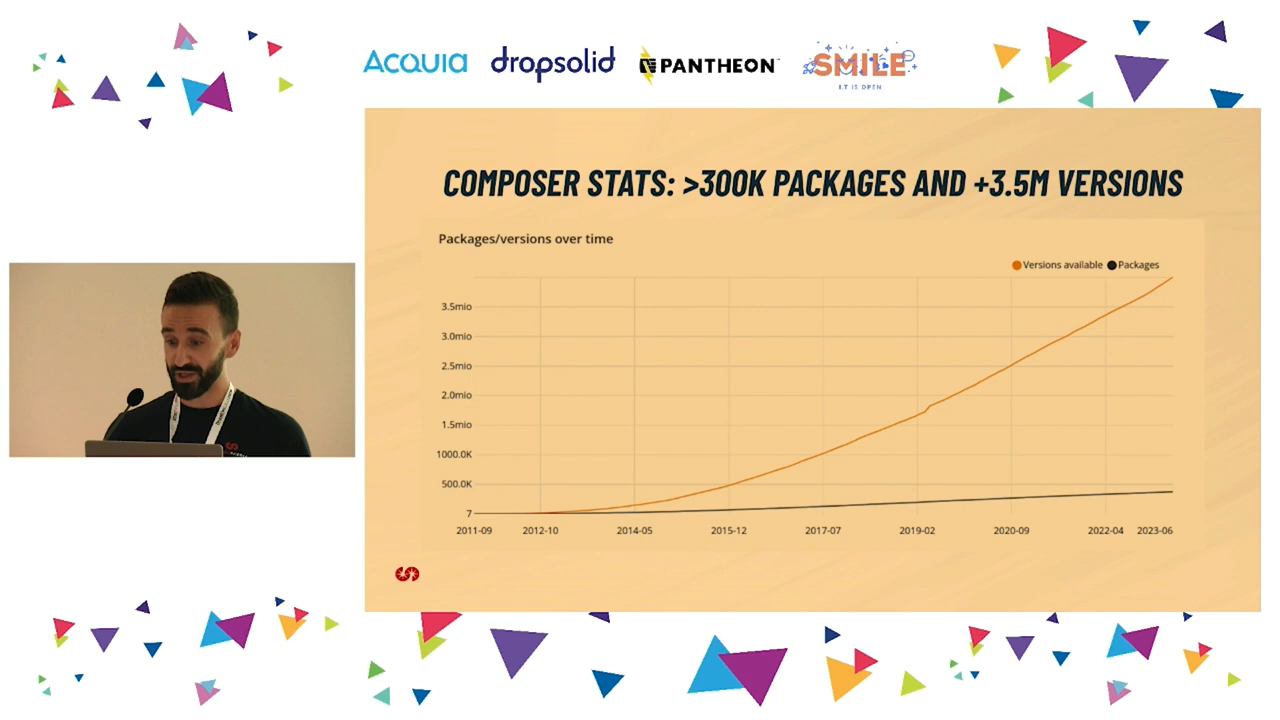 ACQUIA
dropsolid
PANTHEON
SMILE
I.T IS OPEN
COMPOSER STATS: >300K PACKAGES AND +3.5M VERSIONS
Packages/versions over time
Versions available
Packages
3.5mio
3.0mio
2.5mio
2.0mio
1.5mio
1000.0K
500.0K
7
2011-09
2012-10
2014-05
2015-12
2017-07
2019-02
2020-09
2022-04
2023-06